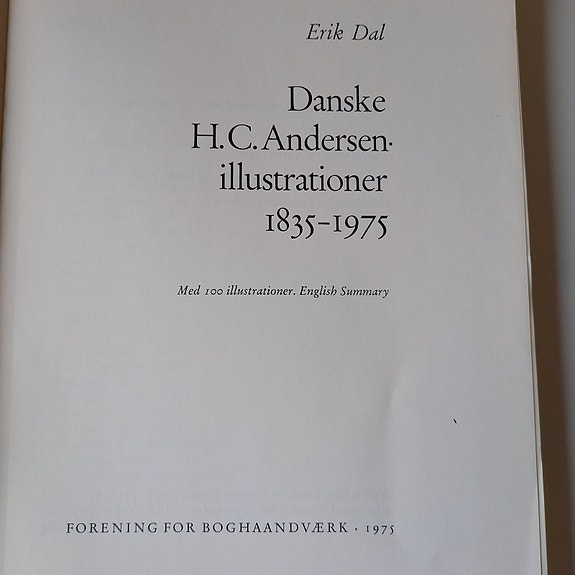 Erik Dal
Danske
H.C. Andersen-
illustrationer
1835-1975
Med 100 illustrationer. English Summary
FORENING FOR BOGHAANDVÆRK · 1975